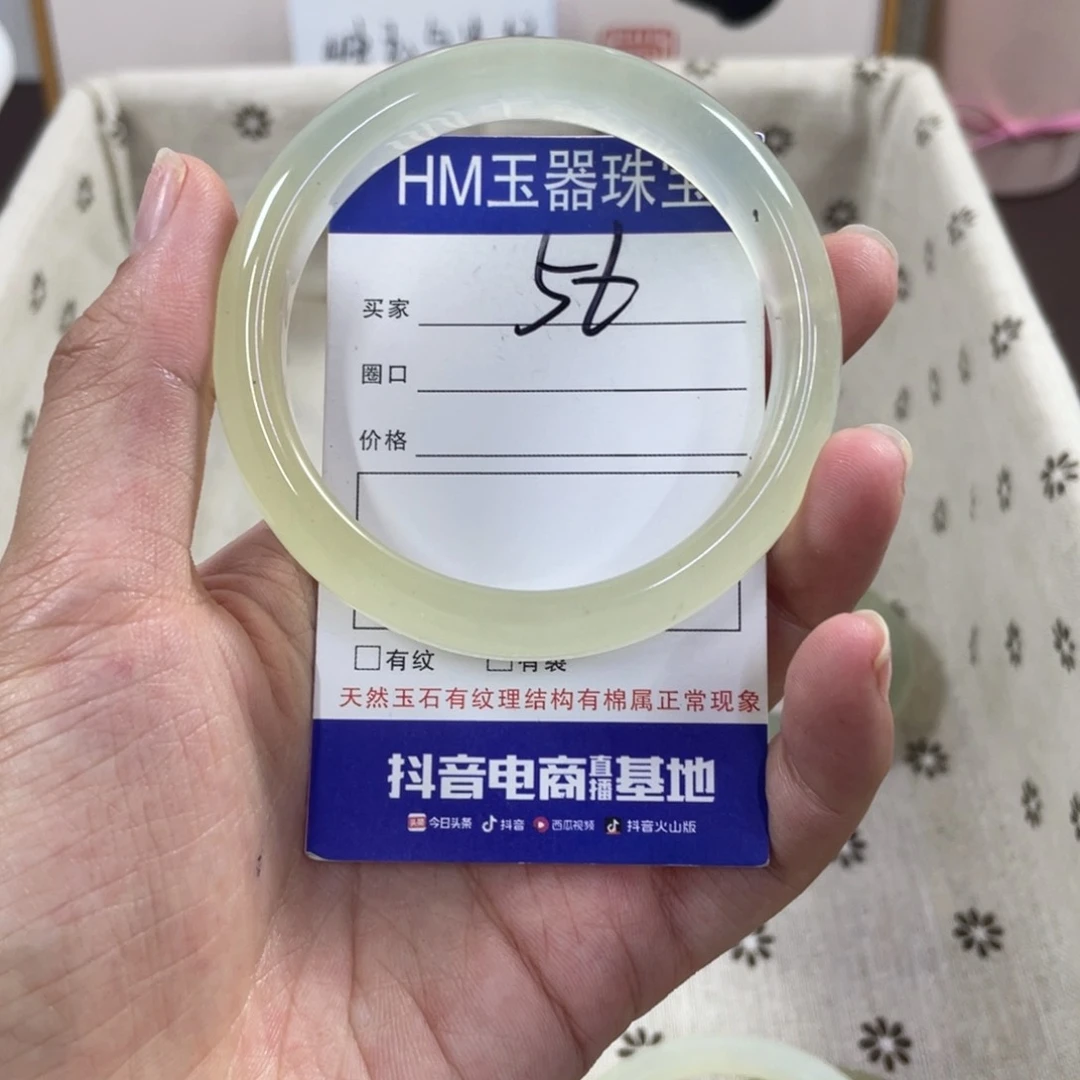 HM玉器珠宝
56
买家
圈口
价格
有纹 有裂
天然玉石有纹理结构有棉属正常现象
抖音电商直播基地
头条 今日头条 抖音 西瓜视频 抖音火山版